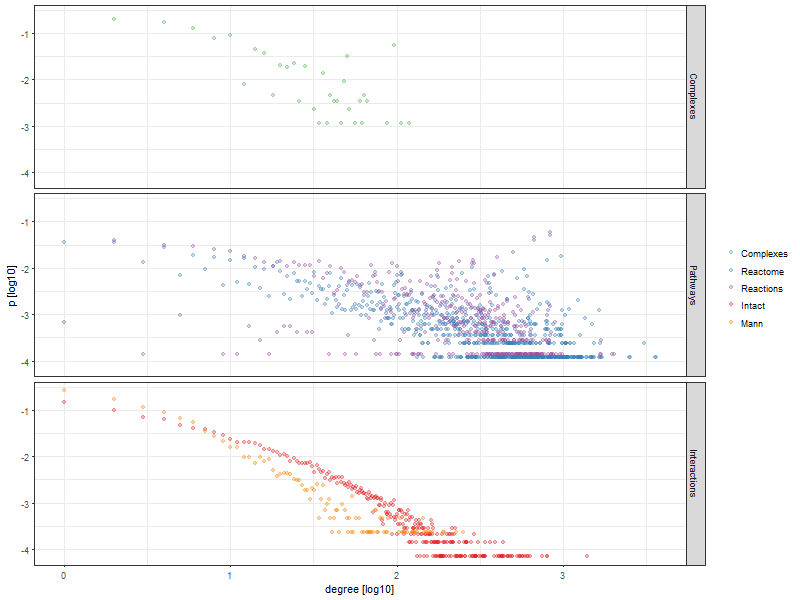 -1
-2
-3
-4
Complexes
-1
-2
-3
-4
Pathways
-1
-2
-3
-4
Interactions
0
1
2
3
degree [log10]
p [log10]
Complexes
Reactome
Reactions
Intact
Mann